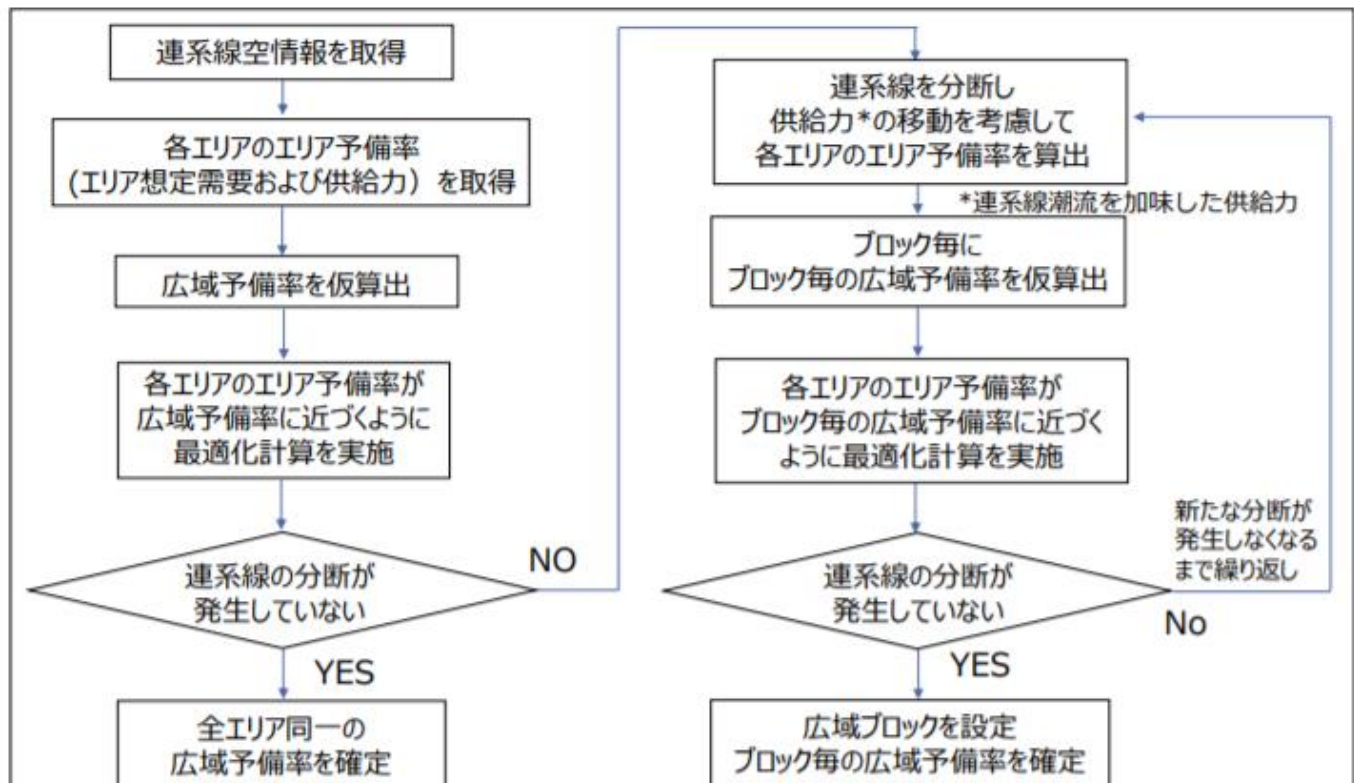 連系線空情報を取得
各エリアのエリア予備率
(エリア想定需要および供給力）を取得
広域予備率を仮算出
各エリアのエリア予備率が
広域予備率に近づくように
最適化計算を実施
連系線の分断が
発生していない
NO
YES
全エリア同一の
広域予備率を確定
連系線を分断し
供給力*の移動を考慮して
各エリアのエリア予備率を算出
*連系線潮流を加味した供給力
ブロック毎に
ブロック毎の広域予備率を仮算出
各エリアのエリア予備率が
ブロック毎の広域予備率に近づく
ように最適化計算を実施
新たな分断が
発生しなくなる
まで繰り返し
連系線の分断が
発生していない
No
YES
広域ブロックを設定
ブロック毎の広域予備率を確定